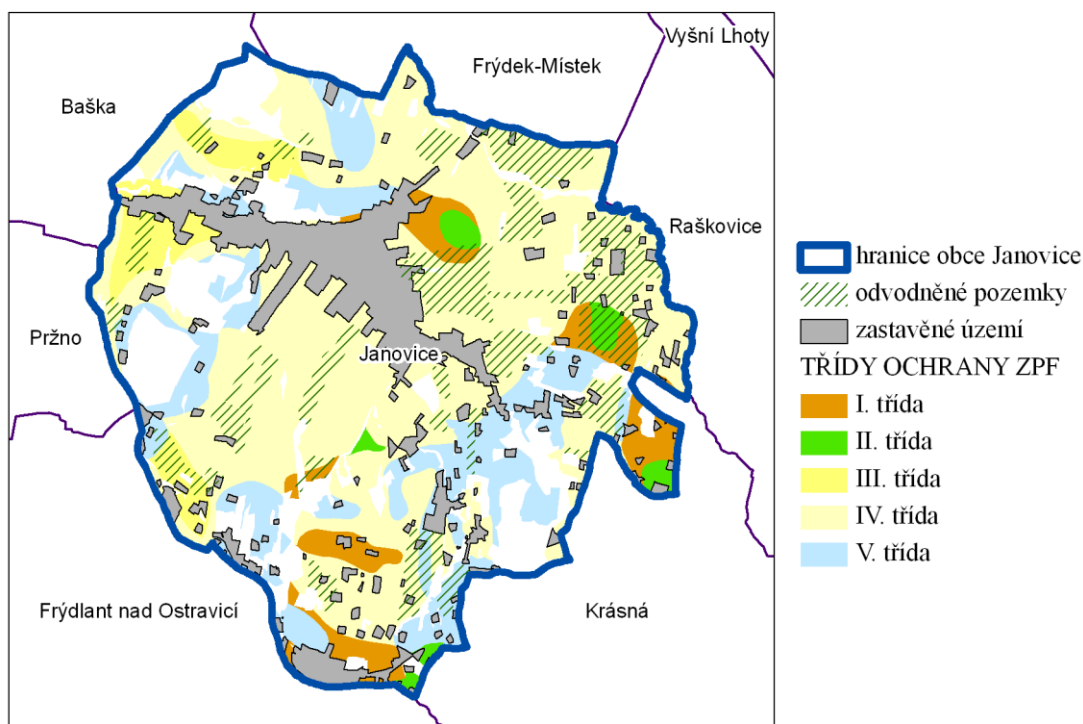 Vyšní Lhoty
Frýdek-Místek
Baška
Raškovice
Pržno
Janovice
Frýdlant nad Ostravicí
Krásná
hranice obce Janovice
odvodněné pozemky
zastavěné území
TŘÍDY OCHRANY ZPF
I. třída
II. třída
III. třída
IV. třída
V. třída